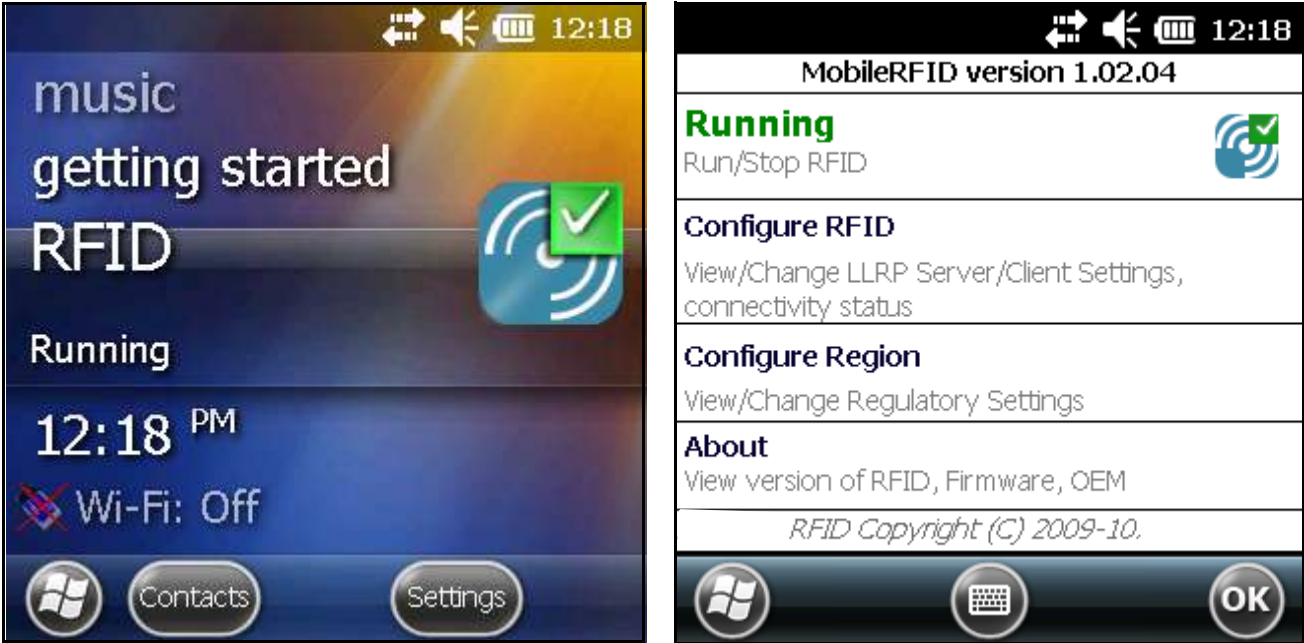 12:18
music
getting started
RFID
Running
12:18 PM
Wi-Fi: Off
Contacts
Settings
12:18
MobileRFID version 1.02.04
Running
Run/Stop RFID
Configure RFID
View/Change LLRP Server/Client Settings,
connectivity status
Configure Region
View/Change Regulatory Settings
About
View version of RFID, Firmware, OEM
RFID Copyright (C) 2009-10.
OK